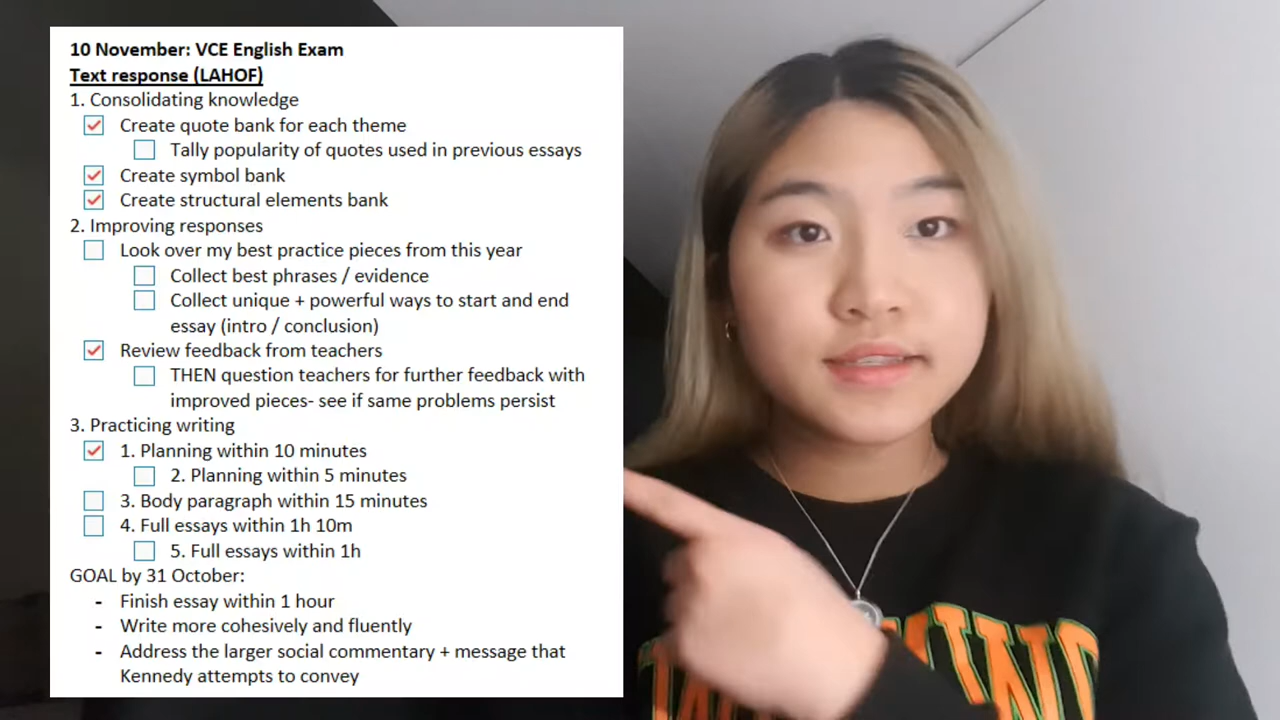 10 November: VCE English Exam
Text response (LAHOF)
1. Consolidating knowledge
Create quote bank for each theme
Tally popularity of quotes used in previous essays
Create symbol bank
Create structural elements bank
2. Improving responses
Look over my best practice pieces from this year
Collect best phrases / evidence
Collect unique + powerful ways to start and end
essay (intro / conclusion)
Review feedback from teachers
THEN question teachers for further feedback with
improved pieces- see if same problems persist
3. Practicing writing
1. Planning within 10 minutes
2. Planning within 5 minutes
3. Body paragraph within 15 minutes
4. Full essays within 1h 10m
5. Full essays within 1h
GOAL by 31 October:
- Finish essay within 1 hour
- Write more cohesively and fluently
- Address the larger social commentary + message that
Kennedy attempts to convey